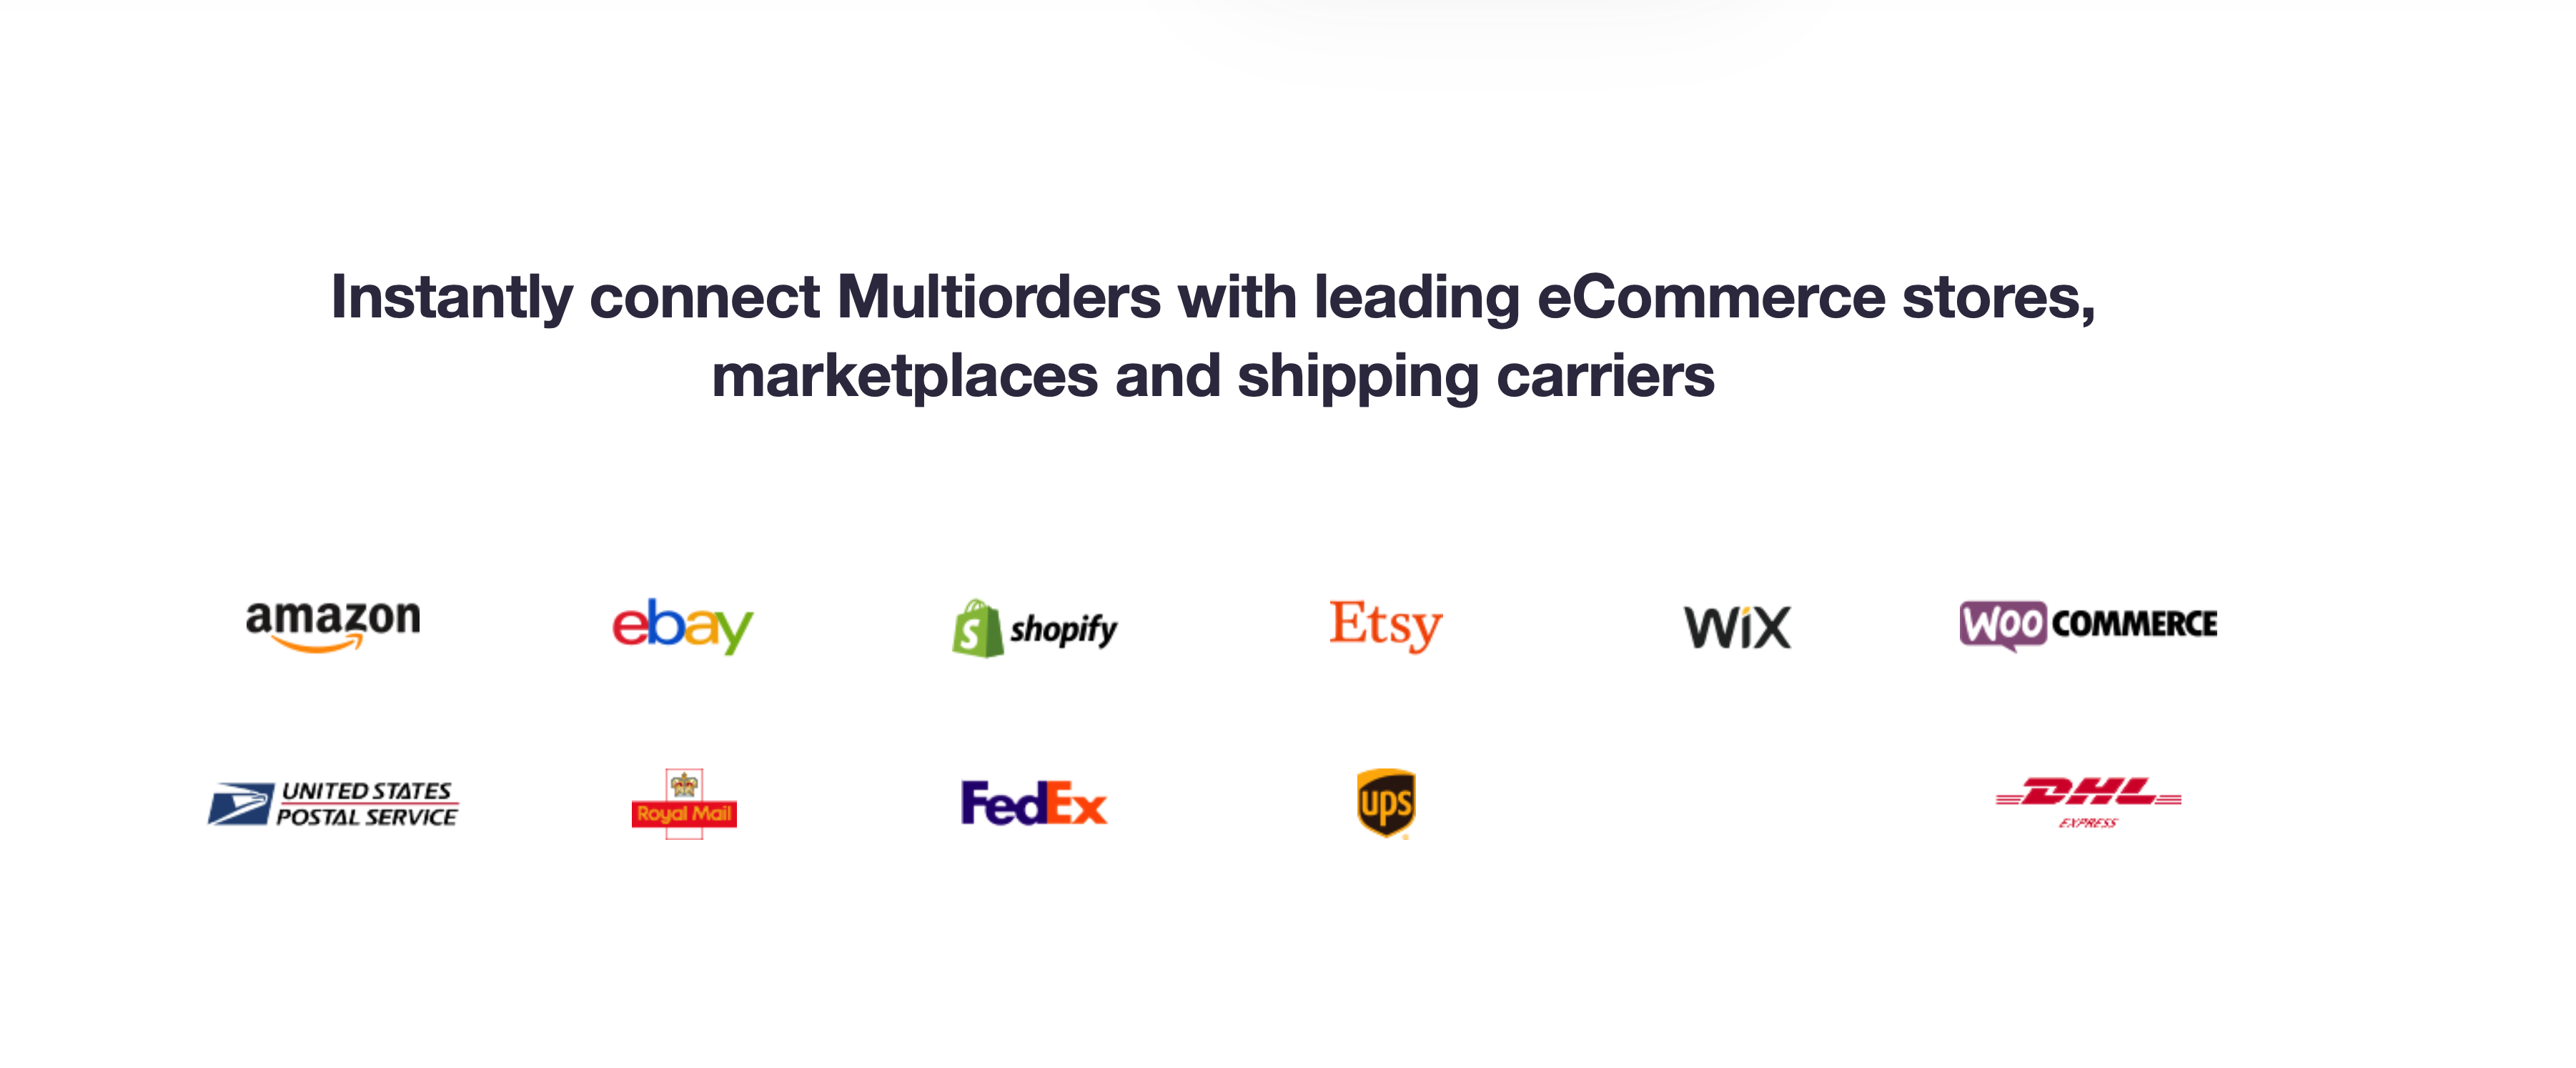 Instantly connect Multiorders with leading eCommerce stores,
marketplaces and shipping carriers
amazon
ebay
S shopify
Etsy
WiX
WOO COMMERCE
UNITED STATES
POSTAL SERVICE
Royal Mail
FedEx
ups
DHL
EXPRESS